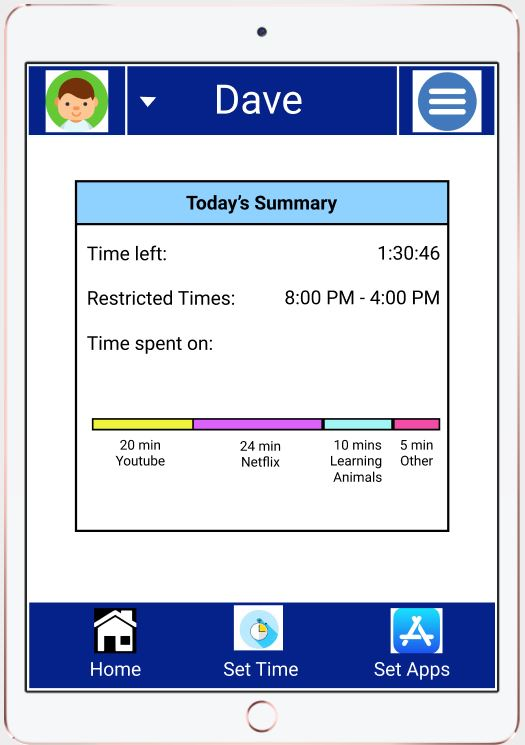 Dave
Today's Summary
Time left: 1:30:46
Restricted Times: 8:00 PM - 4:00 PM
Time spent on:
20 min
Youtube
24 min
Netflix
10 mins
Learning
Animals
5 min
Other
Home
Set Time
Set Apps